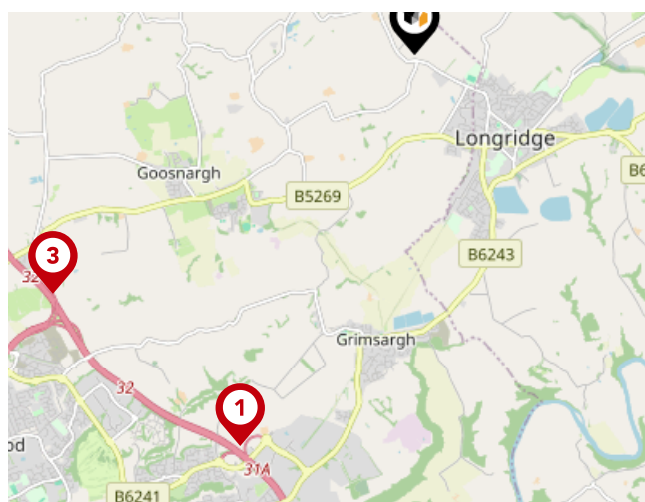 Longridge
Goosnargh
B5269
B6
3
32
B6243
Grimsargh
32
1
od
31A
B6241